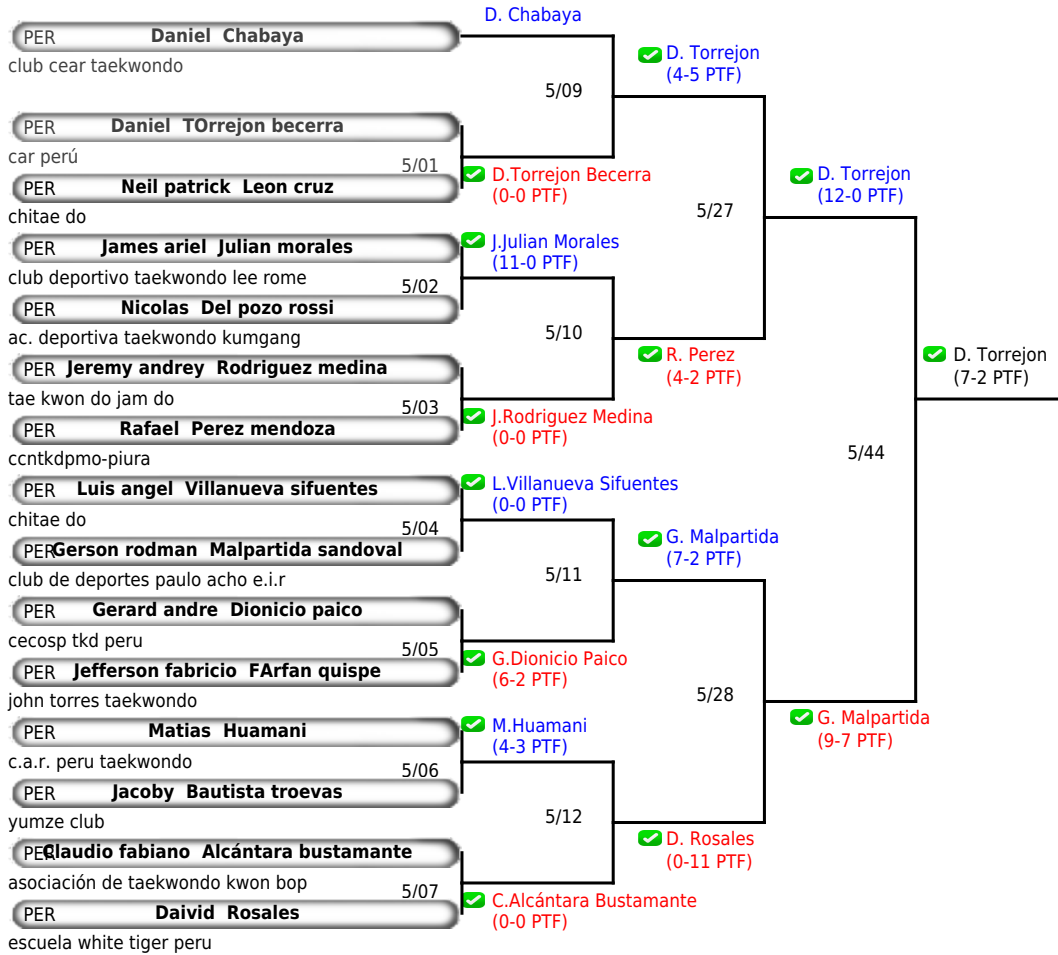 D. Chabaya
PER Daniel Chabaya
club cear taekwondo
D. Torrejon
(4-5 PTF)
5/09
PER Daniel TOrrejon becerra
car perú
5/01
D.Torrejon Becerra
(0-0 PTF)
PER Neil patrick Leon cruz
chitae do
D. Torrejon
(12-0 PTF)
5/27
PER James ariel Julian morales
J.Julian Morales
(11-0 PTF)
club deportivo taekwondo lee rome
5/02
PER Nicolas Del pozo rossi
ac. deportiva taekwondo kumgang
5/10
R. Perez
(4-2 PTF)
D. Torrejon
(7-2 PTF)
PER Jeremy andrey Rodriguez medina
tae kwon do jam do
5/03
J.Rodriguez Medina
(0-0 PTF)
PER Rafael Perez mendoza
ccntkdpmo-piura
5/44
PER Luis angel Villanueva sifuentes
L.Villanueva Sifuentes
(0-0 PTF)
chitae do
5/04
PER Gerson rodman Malpartida sandoval
club de deportes paulo acho e.i.r
G. Malpartida
(7-2 PTF)
5/11
PER Gerard andre Dionicio paico
cecosp tkd peru
5/05
G.Dionicio Paico
(6-2 PTF)
PER Jefferson fabricio FArfan quispe
john torres taekwondo
5/28
G. Malpartida
(9-7 PTF)
PER Matias Huamani
M.Huamani
(4-3 PTF)
c.a.r. peru taekwondo
5/06
PER Jacoby Bautista troevas
yumze club
5/12
D. Rosales
(0-11 PTF)
PER Claudio fabiano Alcántara bustamante
asociación de taekwondo kwon bop
5/07
C.Alcántara Bustamante
(0-0 PTF)
PER Daivid Rosales
escuela white tiger peru